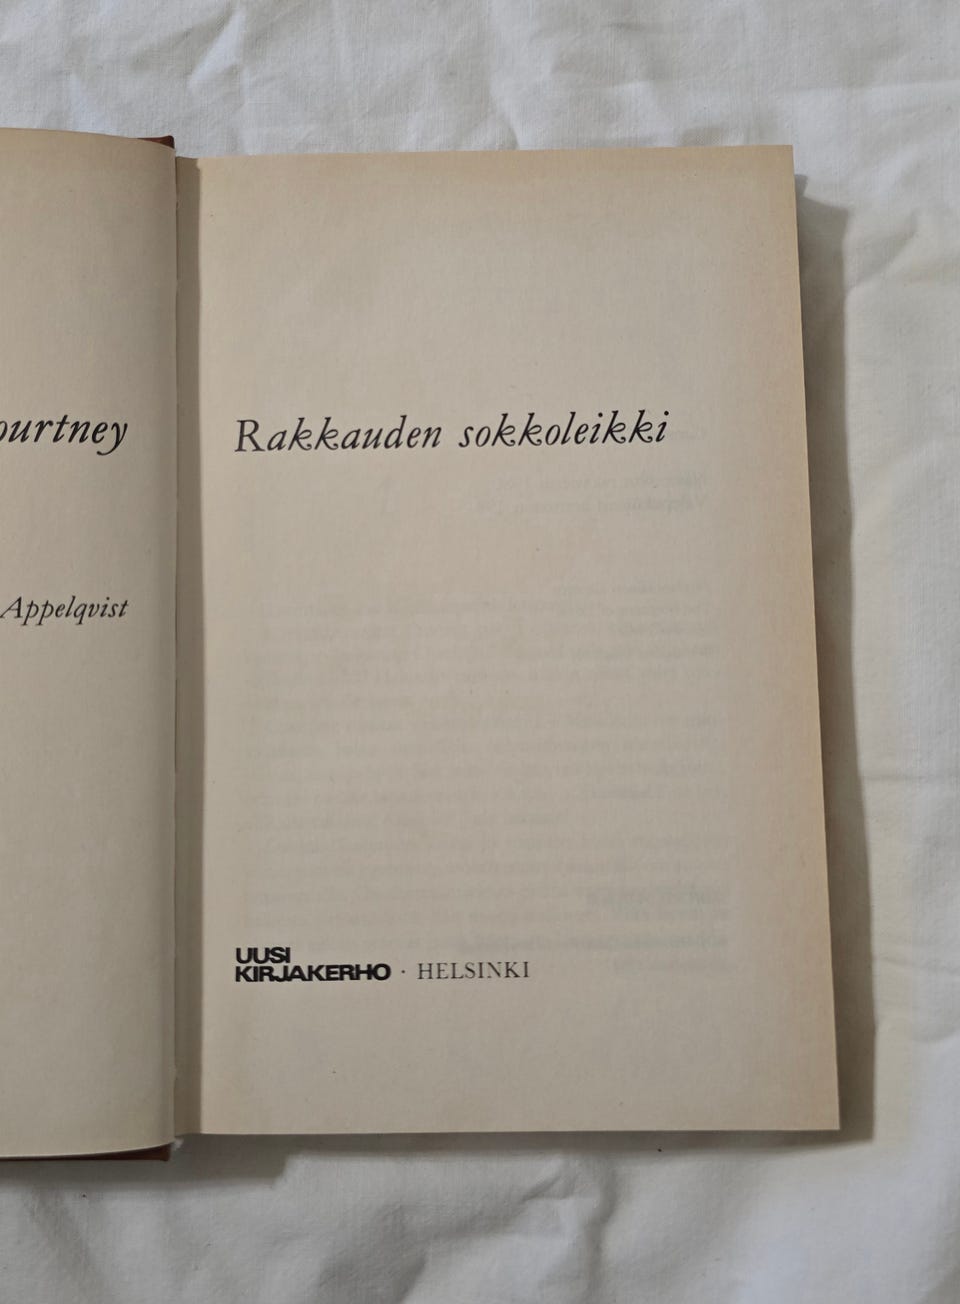 ourtney
Appelqvist
Rakkauden sokkoleikki
UUSI
KIRJAKERHO · HELSINKI